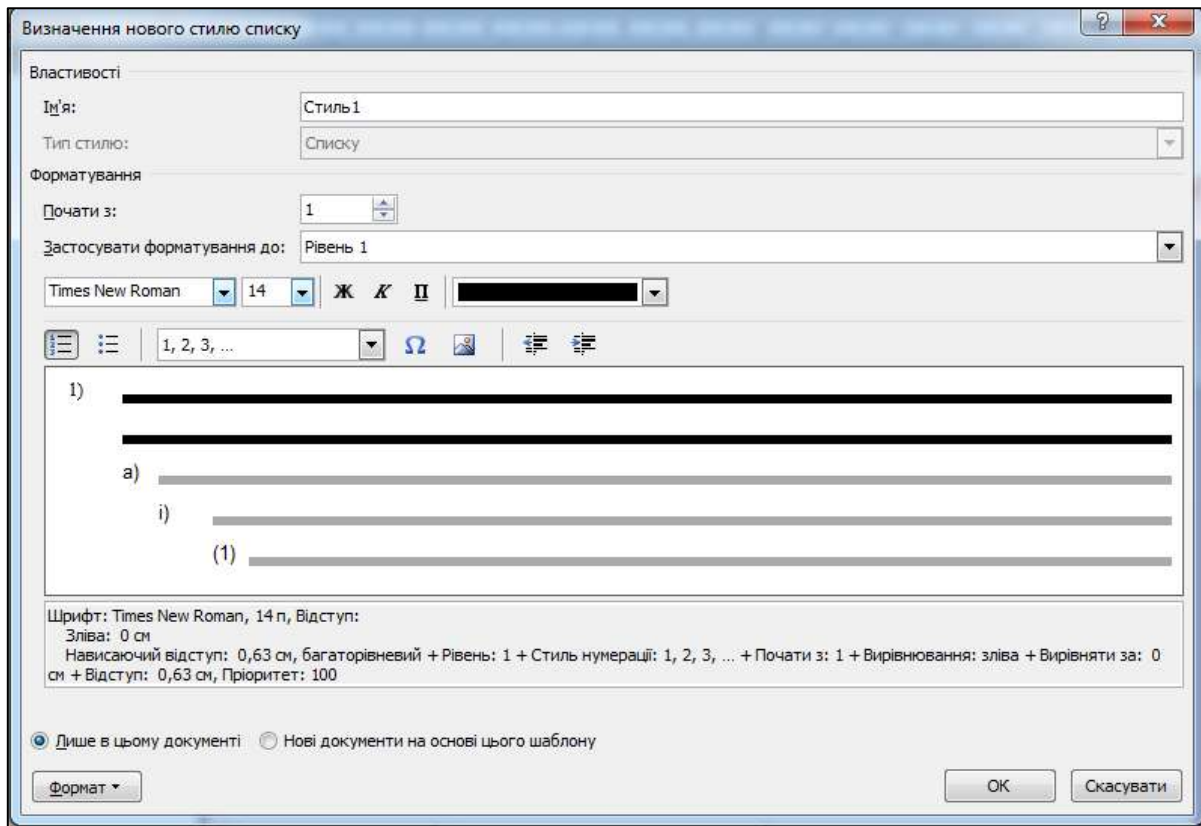 Визначення нового стилю списку
Властивості
Ім'я: Стиль1
Тип стилю: Списку
Форматування
Почати з: 1
Застосувати форматування до: Рівень 1
Times New Roman 14 Ж К П
1, 2, 3, ... Ω
1)
a)
i)
(1)
Шрифт: Times New Roman, 14 п, Відступ:
Зліва: 0 см
Нависаючий відступ: 0,63 см, багаторівневий + Рівень: 1 + Стиль нумерації: 1, 2, 3, ... + Почати з: 1 + Вирівнювання: зліва + Вирівняти за: 0
см + Відступ: 0,63 см, Пріоритет: 100
Лише в цьому документі Нові документи на основі цього шаблону
Формат ОК Скасувати